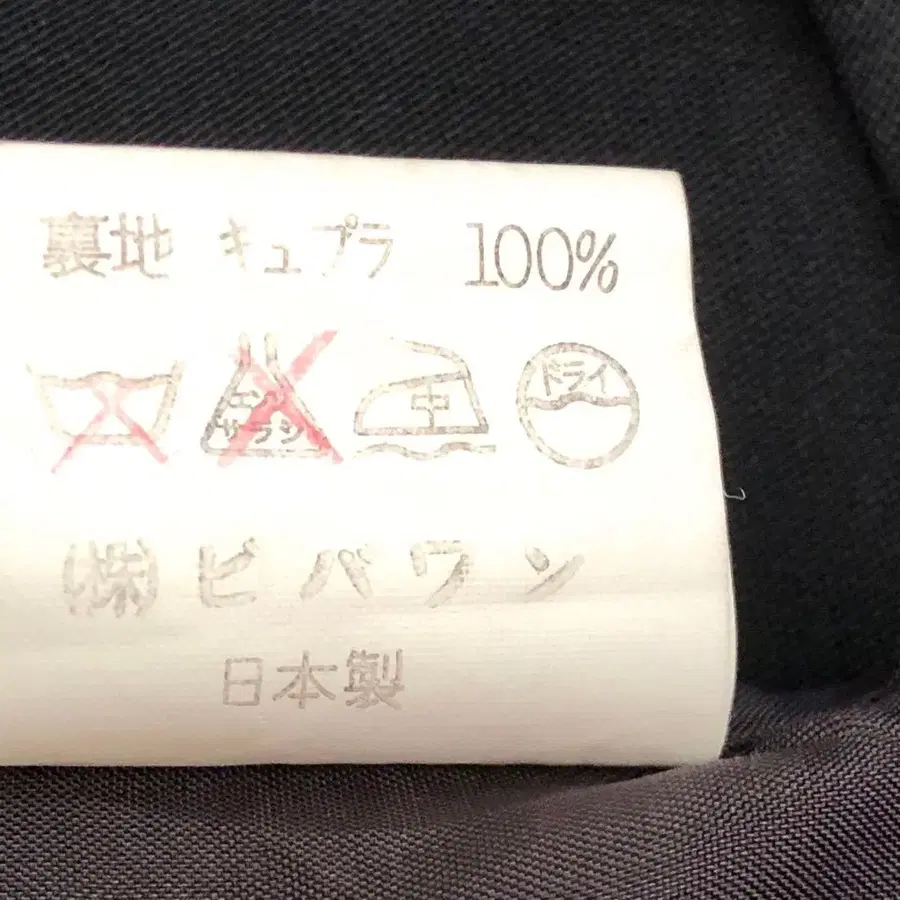 裏地 キュプラ 100%
エンソ サラシ 中 ドライ
(株)ビバワン
日本製